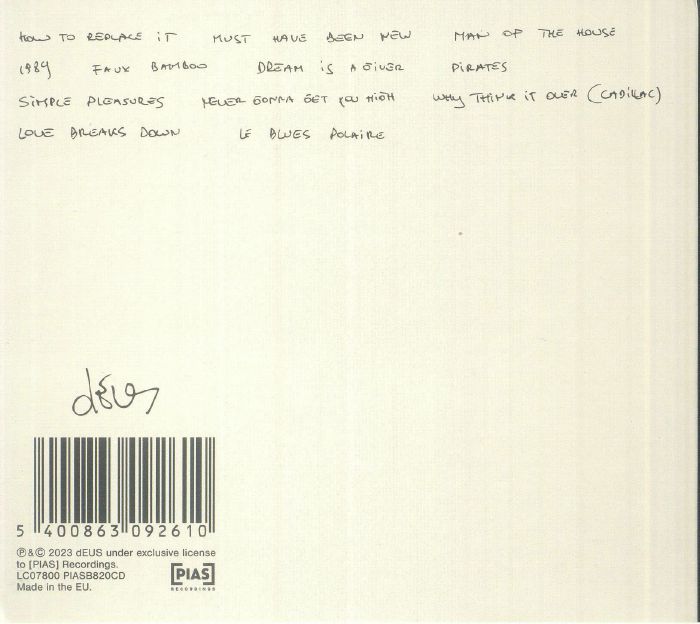 HOW TO REPLACE iT MUST HAVE BEEN NEW MAN OF THE HOUSE
1989 FAUX BAMBOO DREAM iS A GiVER PiRATES
SiMPLE PLEASURES NEVER GONNA GET YOU HIGH WHY THiNK iT OVER (CADiLLAC)
LOVE BREAKS DOWN LE BLUES POLAiRE
dEUS
5 400863 092610
℗&© 2023 dEUS under exclusive license
to [PIAS] Recordings.
LC07800 PIASB820CD
Made in the EU.
[PIAS]
RECORDINGS